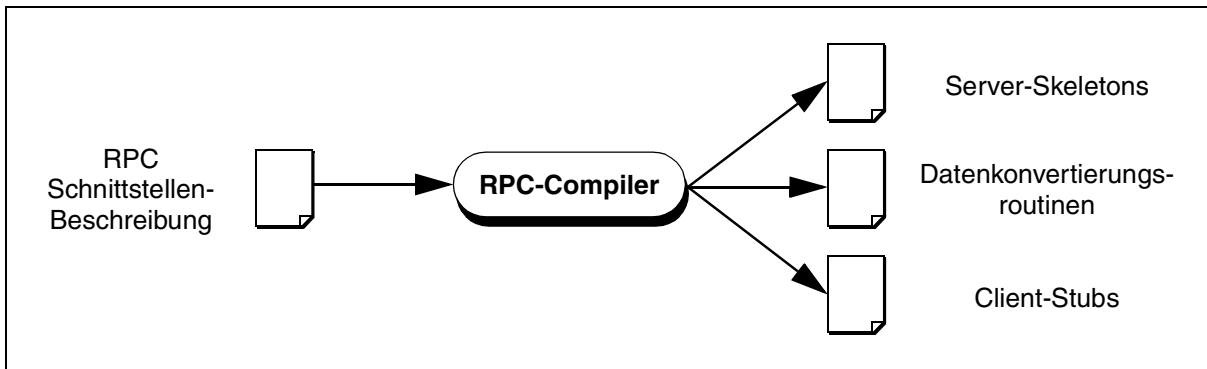 RPC
Schnittstellen-
Beschreibung
RPC-Compiler
Server-Skeletons
Datenkonvertierungs-
routinen
Client-Stubs